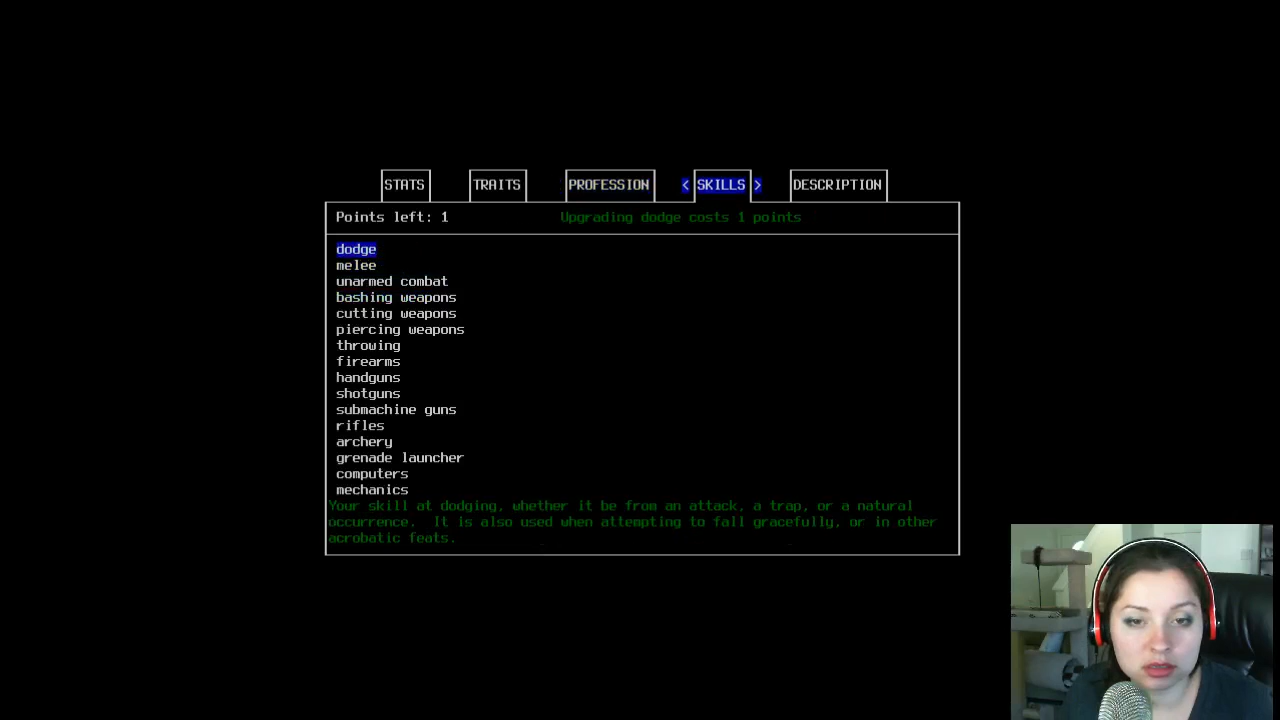 STATS TRAITS PROFESSION < SKILLS > DESCRIPTION
Points left: 1 Upgrading dodge costs 1 points
dodge
melee
unarmed combat
bashing weapons
cutting weapons
piercing weapons
throwing
firearms
handguns
shotguns
submachine guns
rifles
archery
grenade launcher
computers
mechanics
Your skill at dodging, whether it be from an attack, a trap, or a natural
occurrence. It is also used when attempting to fall gracefully, or in other
acrobatic feats.